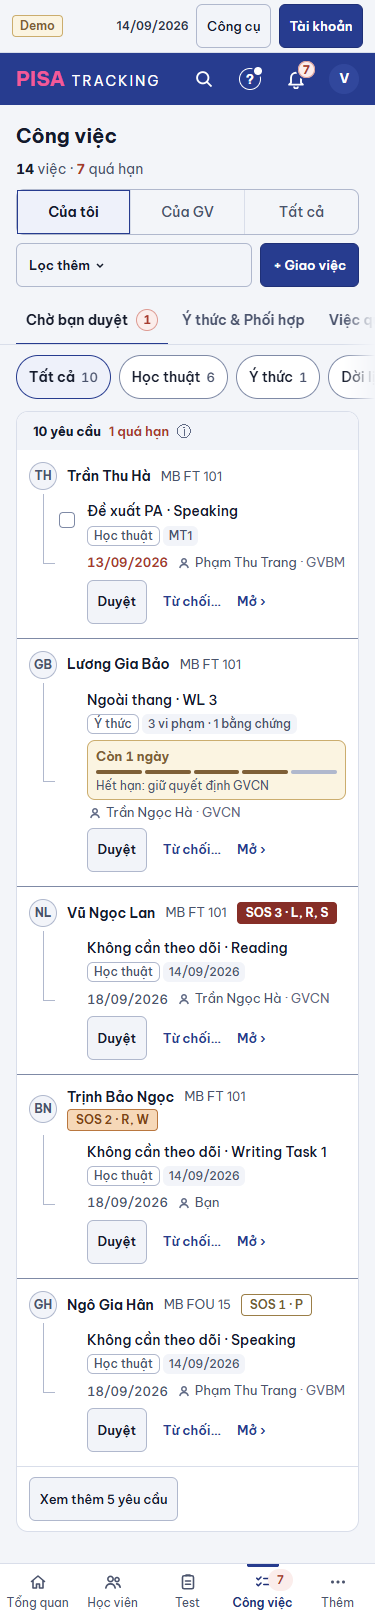 Demo 14/09/2026 Công cụ Tài khoản
PISA TRACKING ? 7 V
Công việc
14 việc · 7 quá hạn
Của tôi Của GV Tất cả
Lọc thêm + Giao việc
Chờ bạn duyệt 1 Ý thức & Phối hợp Việc
Tất cả 10 Học thuật 6 Ý thức 1 Dời
10 yêu cầu 1 quá hạn
TH Trần Thu Hà MB FT 101
Đề xuất PA · Speaking
Học thuật MT1
13/09/2026 Phạm Thu Trang · GVBM
Duyệt Từ chối... Mở ›
GB Lương Gia Bảo MB FT 101
Ngoài thang · WL 3
Ý thức 3 vi phạm · 1 bằng chứng
Còn 1 ngày
Hết hạn: giữ quyết định GVCN
Trần Ngọc Hà · GVCN
Duyệt Từ chối... Mở ›
NL Vũ Ngọc Lan MB FT 101 SOS 3 · L, R, S
Không cần theo dõi · Reading
Học thuật 14/09/2026
18/09/2026 Trần Ngọc Hà · GVCN
Duyệt Từ chối... Mở ›
BN Trịnh Bảo Ngọc MB FT 101
SOS 2 · R, W
Không cần theo dõi · Writing Task 1
Học thuật 14/09/2026
18/09/2026 Bạn
Duyệt Từ chối... Mở ›
GH Ngô Gia Hân MB FOU 15 SOS 1 · P
Không cần theo dõi · Speaking
Học thuật 14/09/2026
18/09/2026 Phạm Thu Trang · GVBM
Duyệt Từ chối... Mở ›
Xem thêm 5 yêu cầu
7
Tổng quan Học viên Test Công việc Thêm